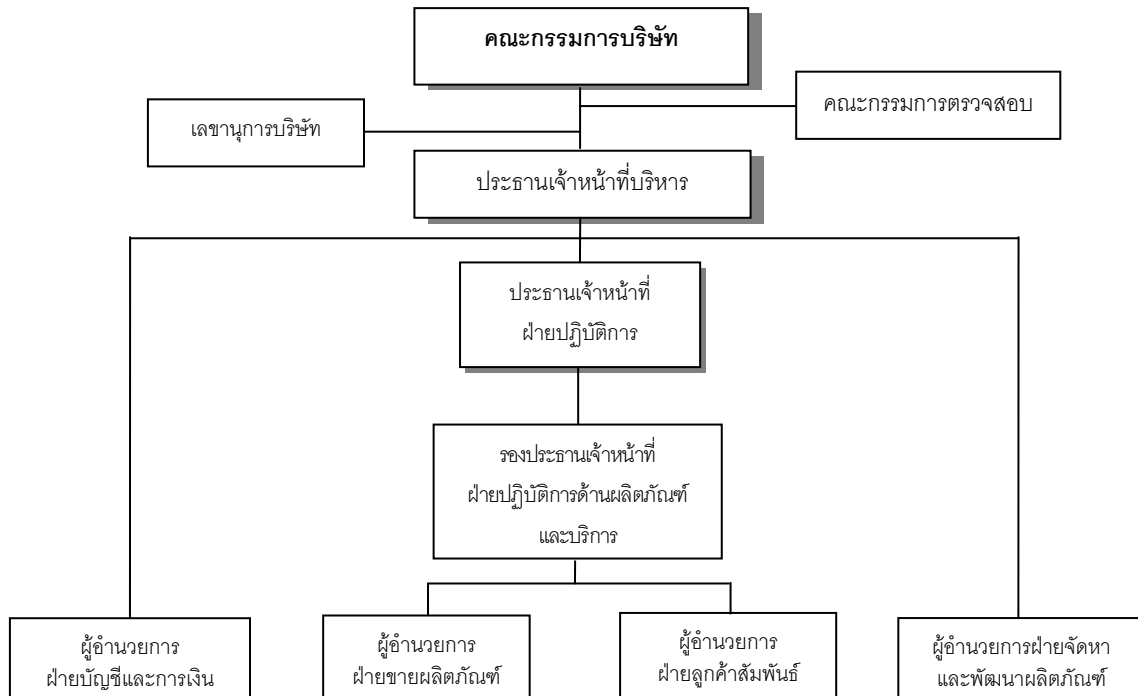 คณะกรรมการบริษัท
คณะกรรมการตรวจสอบ
เลขานุการบริษัท
ประธานเจ้าหน้าที่บริหาร
ประธานเจ้าหน้าที่
ฝ่ายปฏิบัติการ
รองประธานเจ้าหน้าที่
ฝ่ายปฏิบัติการด้านผลิตภัณฑ์
และบริการ
ผู้อำนวยการ
ฝ่ายบัญชีและการเงิน
ผู้อำนวยการ
ฝ่ายขายผลิตภัณฑ์
ผู้อำนวยการ
ฝ่ายลูกค้าสัมพันธ์
ผู้อำนวยการฝ่ายจัดหา
และพัฒนาผลิตภัณฑ์